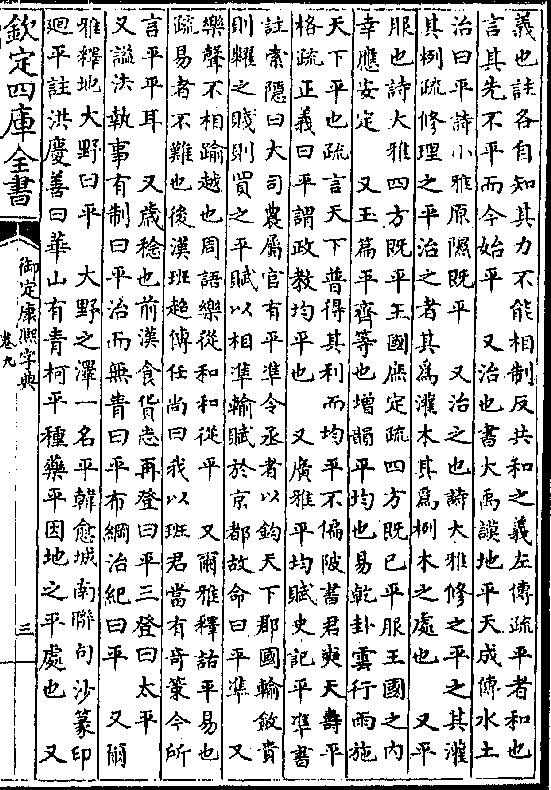 義也註各自知其力不能相制反共和之義左傳疏平者和也
言其先不平而今始平　又治也書大禹謨地平天成傳水土
治曰平詩小雅原隰既平　又治之也詩大雅修之平之其灌
其栵疏修理之平治之者其為灌木其為栵木之處也　又平
服也詩大雅四方既平王國庶定疏四方既已平服王國之内
幸應安定　又玉篇平齊等也增韻平均也易乾卦雲行雨施
天下平也疏言天下普得其利而均平不偏陂書君奭天壽平
格疏正義曰平謂政教均平也　又廣雅平均賦史記平準書
註索隱曰大司農屬官有平準令丞者以鈞天下郡國輸斂貴
則糶之賤則買之平賦以相準輸賦於京都故命曰平準　又
樂聲不相踰越也周語樂從和和從平　又爾雅釋詁平易也
疏易者不難也後漢班超傳任尚曰我以班君當有奇策今所
言平平耳　又歲稔也前漢食貨志再登曰平三登曰太平
又謚法執事有制曰平治而無眚曰平布綱治紀曰平　又爾
雅釋地大野曰平　大野之澤一名平韓愈城南聯句沙篆印
廻平註洪慶善曰華山有青柯平種藥平因地之平處也　又
欽定四庫全書
御定康熙字典
卷九
三